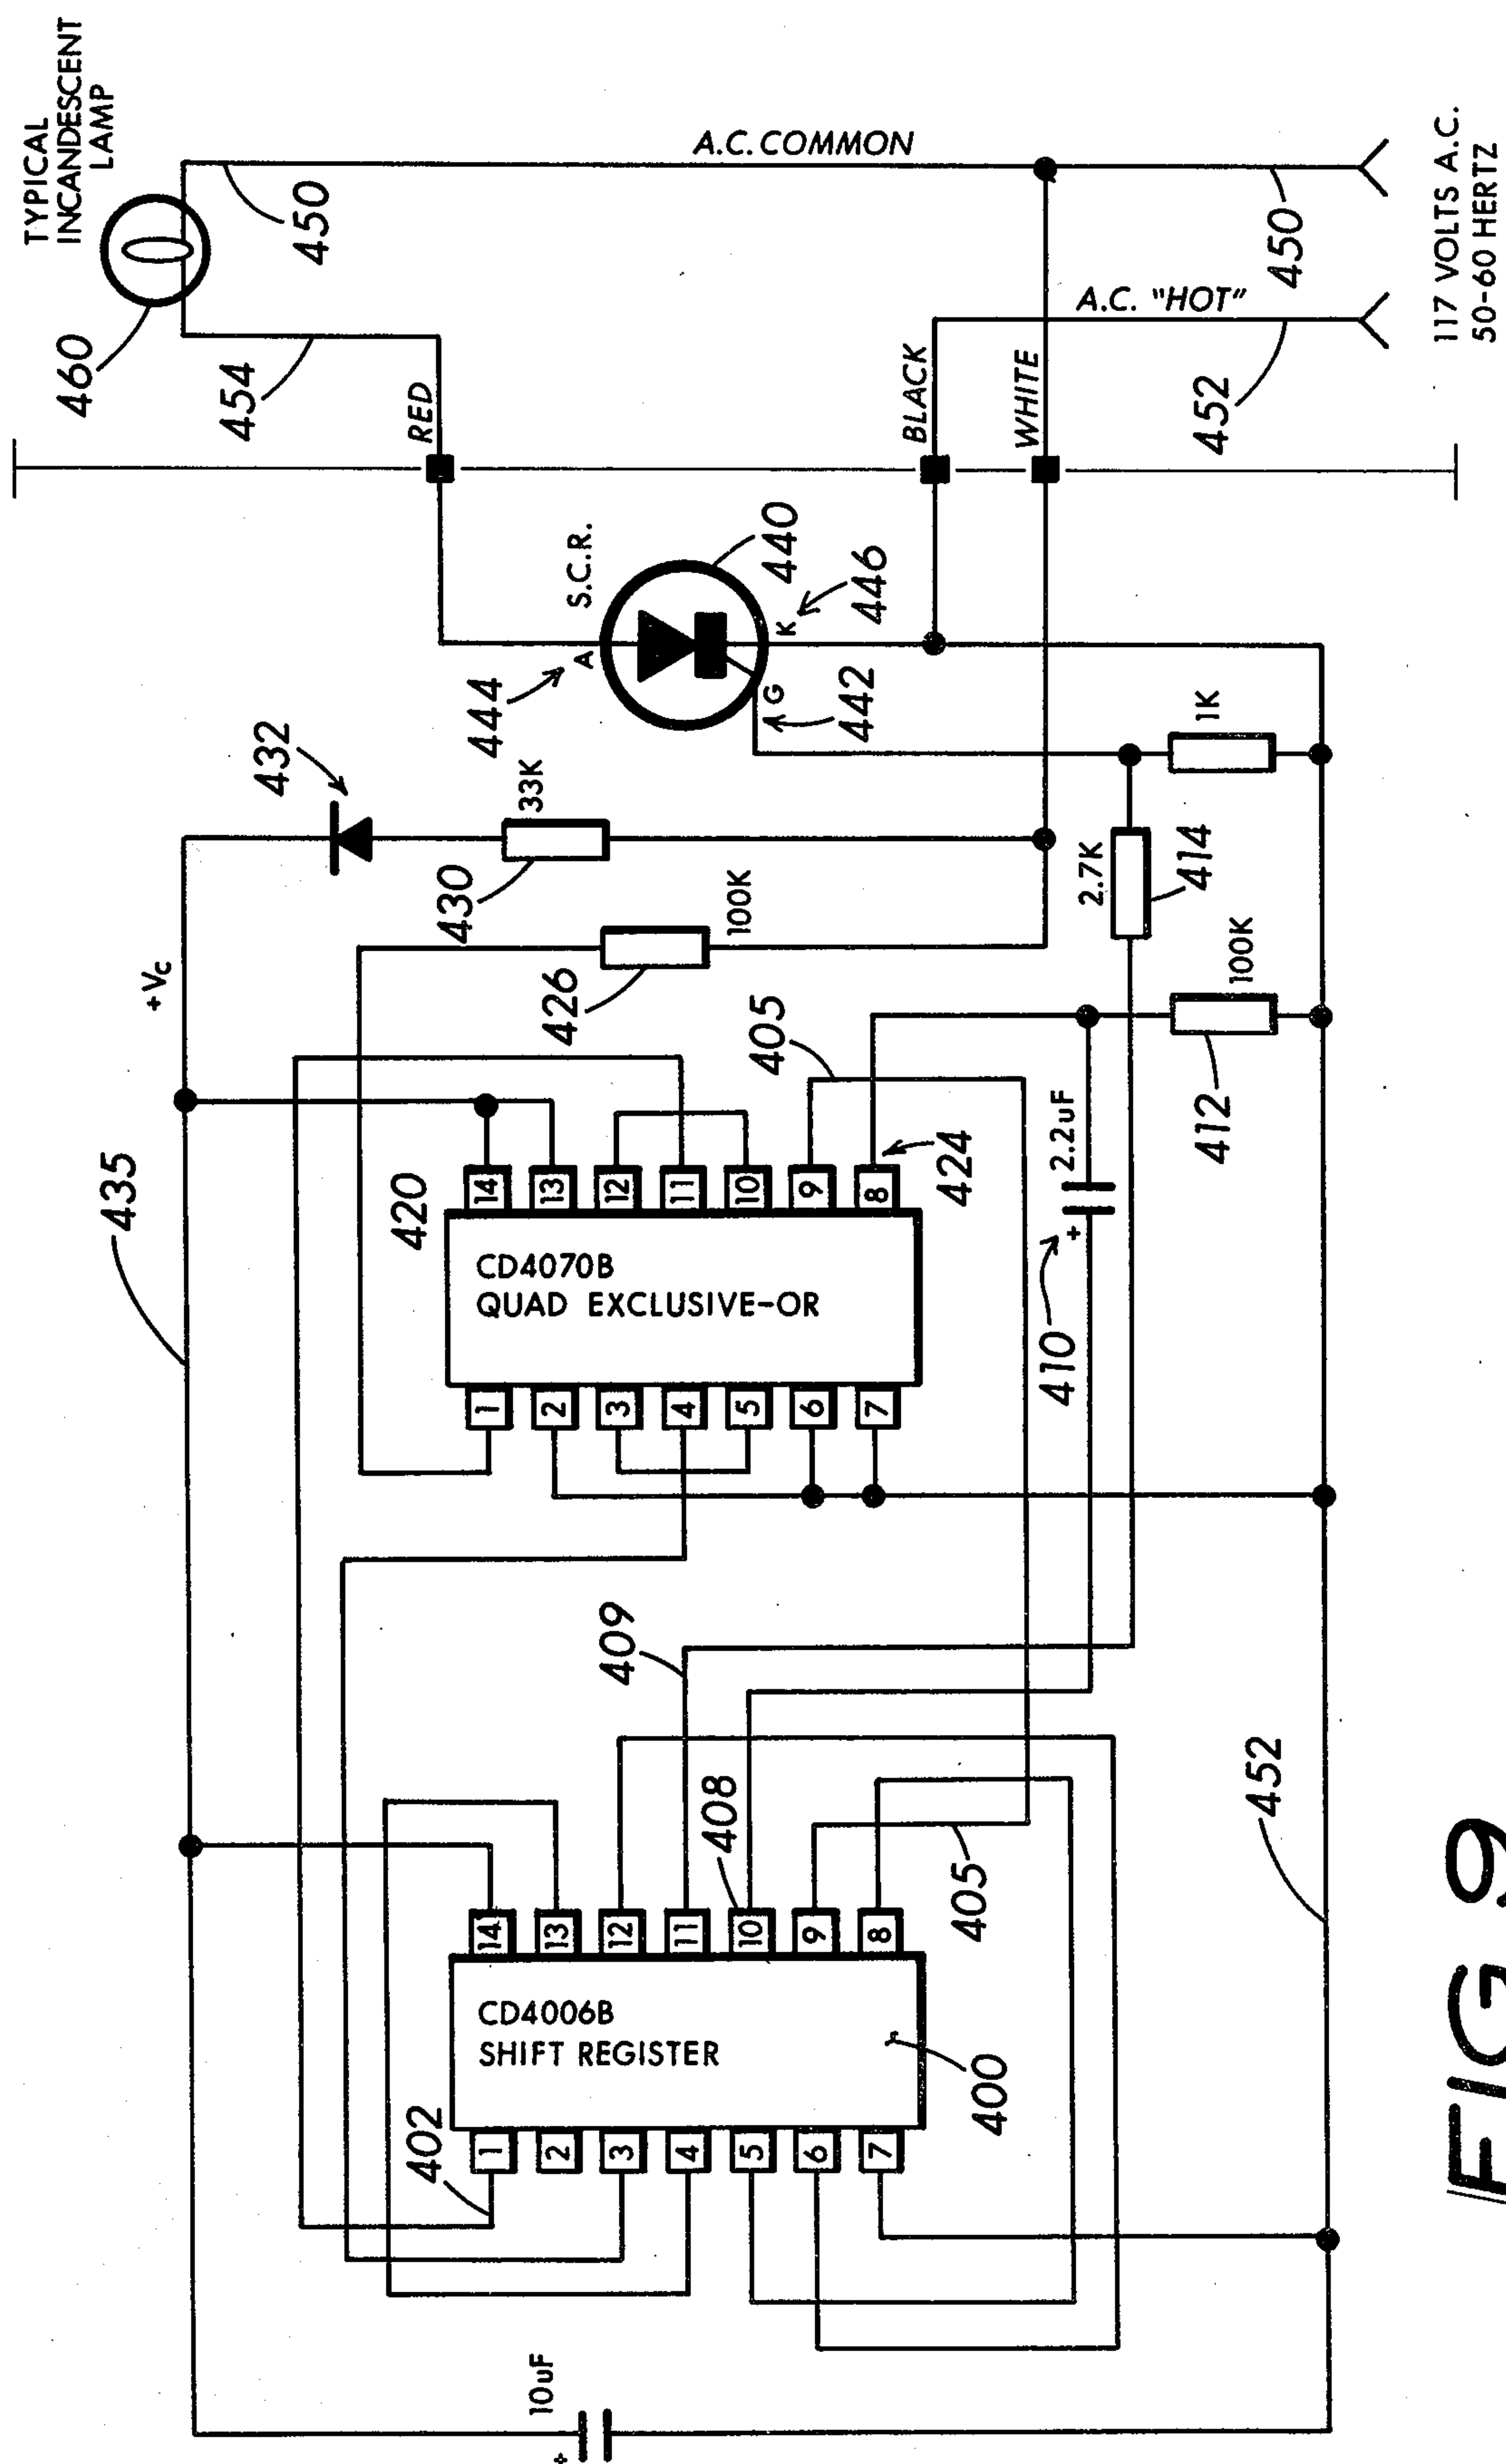 TYPICAL
INCANDESCENT
LAMP
460
450
454
A.C. COMMON
RED
BLACK
WHITE
A.C. "HOT"
452
450
117 VOLTS A.C.
50-60 HERTZ
S.C.R.
440
444
A
K
446
G
442
432
33K
430
+Vc
426
100K
1K
2.7K
414
100K
412
435
420
405
424
2.2uF
+
410
CD4070B
QUAD EXCLUSIVE-OR
14
13
12
11
10
9
8
1
2
3
4
5
6
7
409
408
405
452
CD4006B
SHIFT REGISTER
14
13
12
11
10
9
8
1
2
3
4
5
6
7
402
400
10uF
+
FIG 9